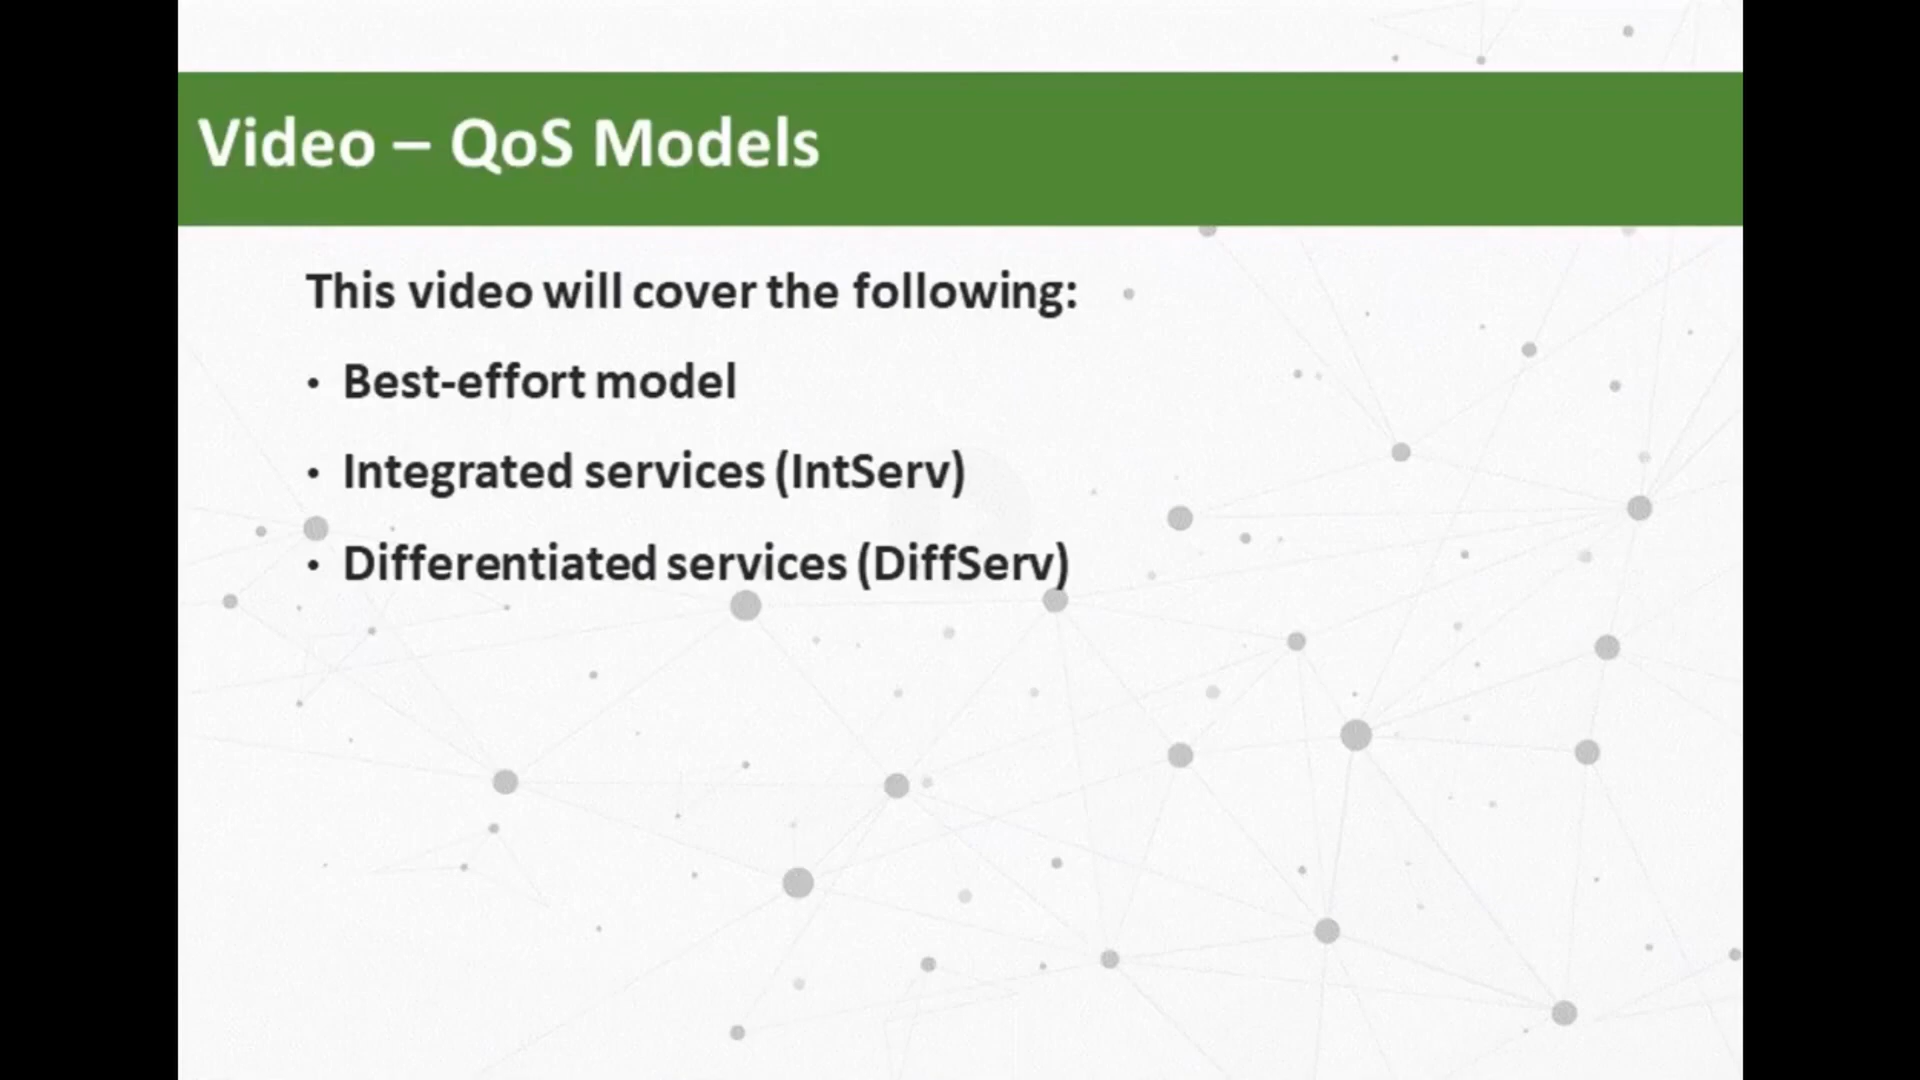 Video – QoS Models
This video will cover the following:
• Best-effort model
• Integrated services (IntServ)
• Differentiated services (DiffServ)